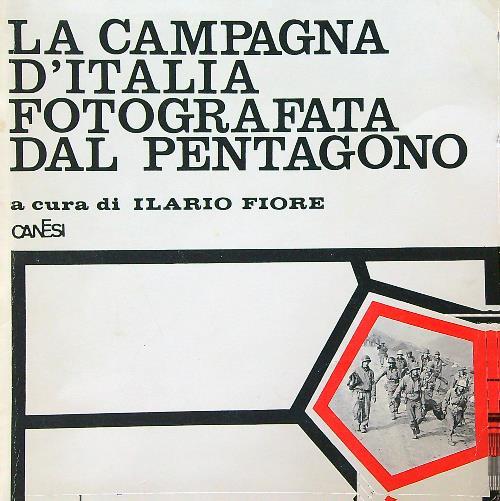 LA CAMPAGNA
D'ITALIA
FOTOGRAFATA
DAL PENTAGONO
a cura di ILARIO FIORE
CANESI